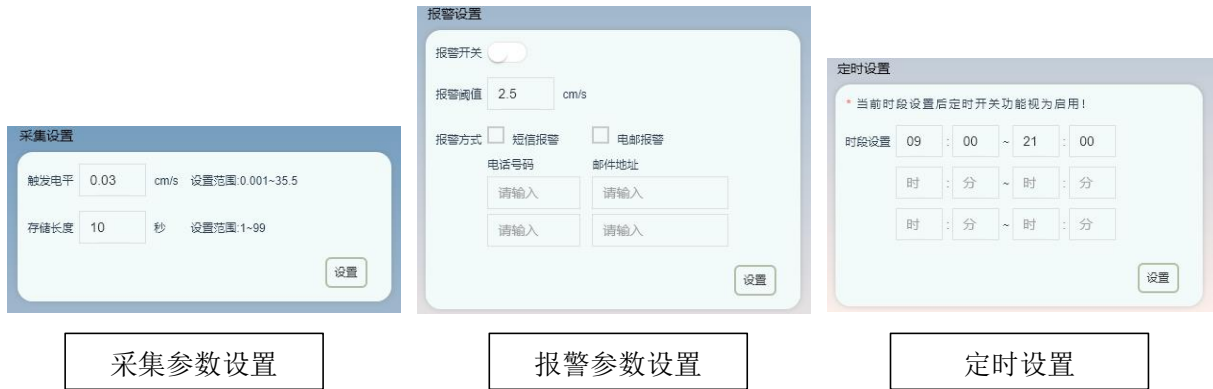 采集设置
触发电平 0.03 cm/s 设置范围:0.001~35.5
存储长度 10 秒 设置范围:1~99
设置
采集参数设置
报警设置
报警开关
报警阈值 2.5 cm/s
报警方式 短信报警 电邮报警
电话号码 邮件地址
请输入 请输入
请输入 请输入
设置
报警参数设置
定时设置
* 当前时段设置后定时开关功能视为启用!
时段设置 09 : 00 ~ 21 : 00
时 : 分 ~ 时 : 分
时 : 分 ~ 时 : 分
设置
定时设置